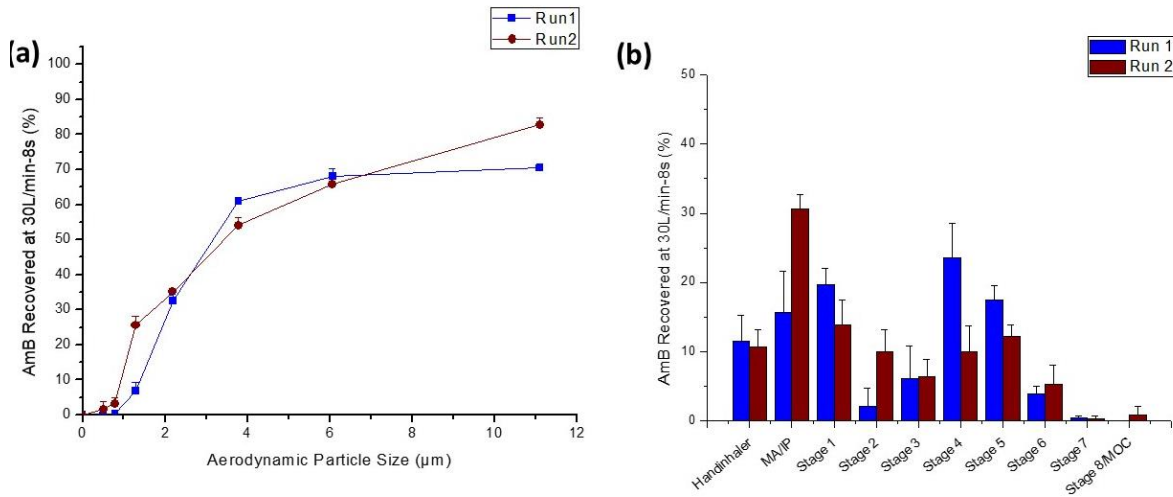 (a)
Run1
Run2
AmB Recovered at 30L/min-8s (%)
100
90
80
70
60
50
40
30
20
10
0
0 2 4 6 8 10 12
Aerodynamic Particle Size (µm)
(b)
Run 1
Run 2
AmB Recovered at 30L/min-8s (%)
50
40
30
20
10
0
Handinhaler
MA/IP
Stage 1
Stage 2
Stage 3
Stage 4
Stage 5
Stage 6
Stage 7
Stage 8/MOC